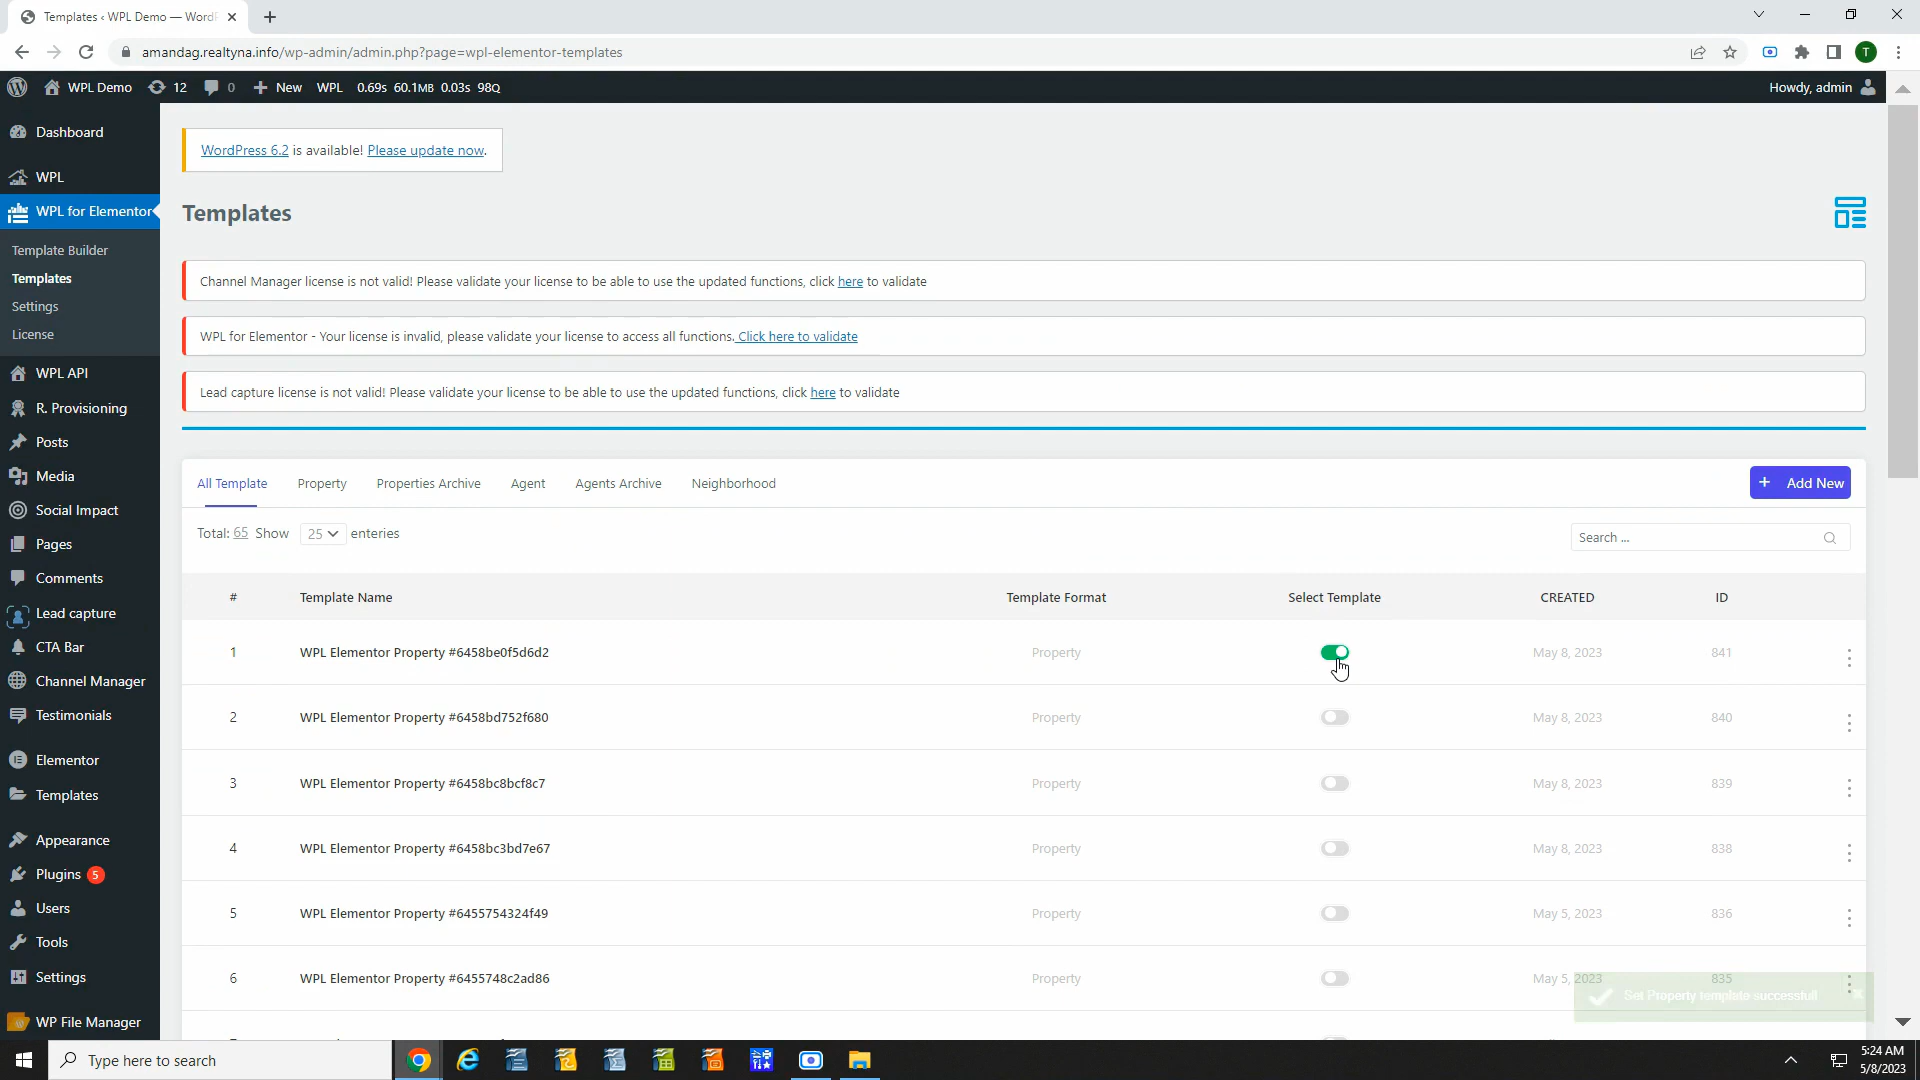 Templates ‹ WPL Demo — WordP
amandag.realtyna.info/wp-admin/admin.php?page=wpl-elementor-templates
T
WPL Demo 12 0 New WPL 0.69s 60.1MB 0.03s 98Q
Howdy, admin
Dashboard
WPL
WPL for Elementor
Template Builder
Templates
Settings
License
WPL API
R. Provisioning
Posts
Media
Social Impact
Pages
Comments
Lead capture
CTA Bar
Channel Manager
Testimonials
Elementor
Templates
Appearance
Plugins 5
Users
Tools
Settings
WP File Manager
WordPress 6.2 is available! Please update now.
Templates
Channel Manager license is not valid! Please validate your license to be able to use the updated functions, click here to validate
WPL for Elementor - Your license is invalid, please validate your license to access all functions. Click here to validate
Lead capture license is not valid! Please validate your license to be able to use the updated functions, click here to validate
All Template Property Properties Archive Agent Agents Archive Neighborhood
+ Add New
Total: 65 Show 25 enteries
Search ...
# Template Name Template Format Select Template CREATED ID
1 WPL Elementor Property #6458be0f5d6d2 Property May 8, 2023 841
2 WPL Elementor Property #6458bd752f680 Property May 8, 2023 840
3 WPL Elementor Property #6458bc8bcf8c7 Property May 8, 2023 839
4 WPL Elementor Property #6458bc3bd7e67 Property May 8, 2023 838
5 WPL Elementor Property #6455754324f49 Property May 5, 2023 836
6 WPL Elementor Property #6455748c2ad86 Property May 5, 2023 835
Set Property template successfull
Type here to search
5:24 AM
5/8/2023